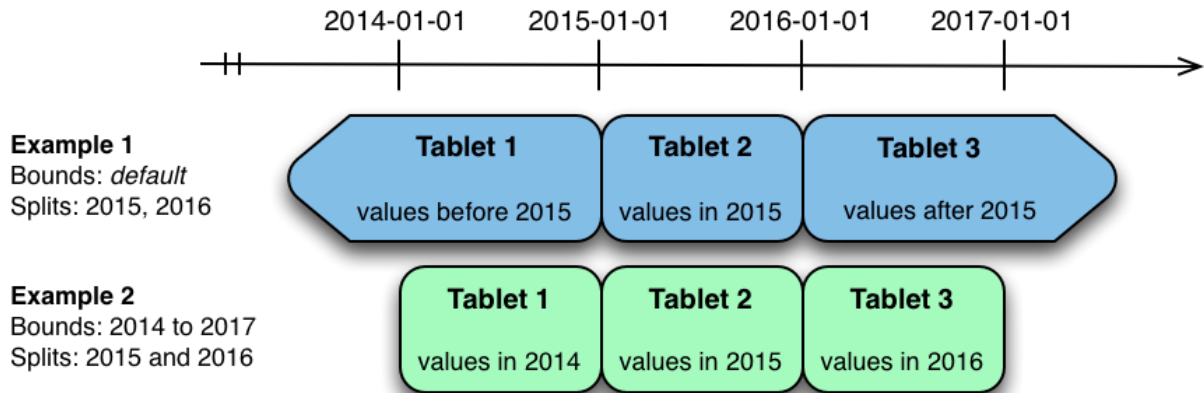 2014-01-01 2015-01-01 2016-01-01 2017-01-01
Example 1
Bounds: default
Splits: 2015, 2016
Tablet 1
values before 2015
Tablet 2
values in 2015
Tablet 3
values after 2015
Example 2
Bounds: 2014 to 2017
Splits: 2015 and 2016
Tablet 1
values in 2014
Tablet 2
values in 2015
Tablet 3
values in 2016